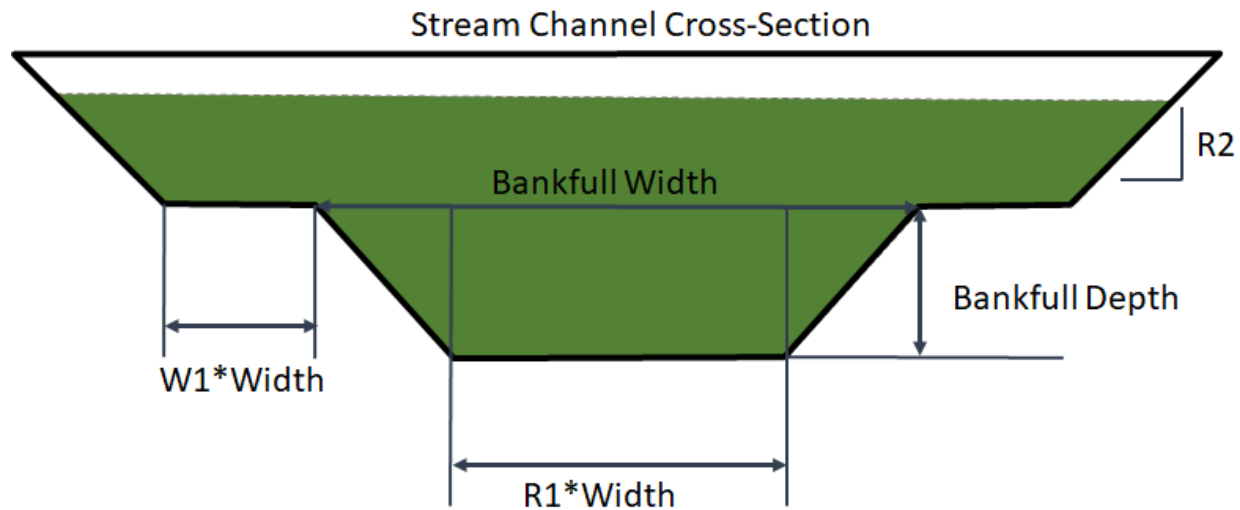 Stream Channel Cross-Section
R2
Bankfull Width
Bankfull Depth
W1*Width
R1*Width